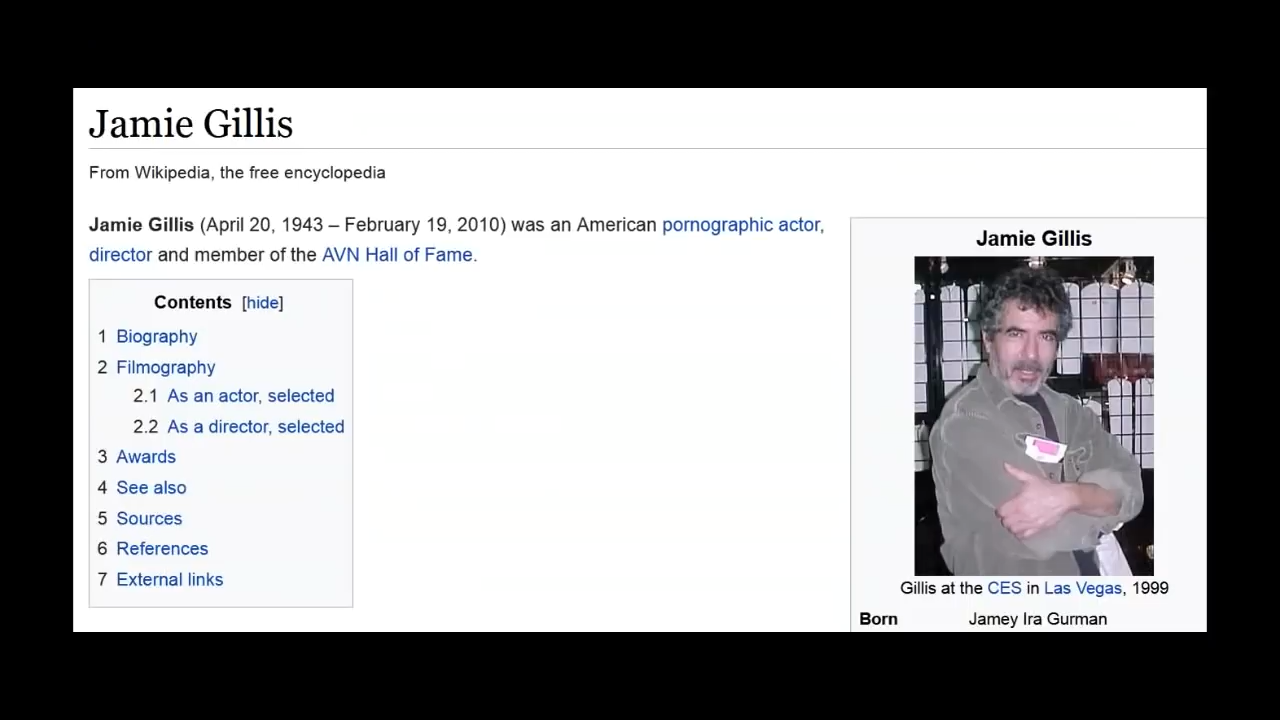 Jamie Gillis
From Wikipedia, the free encyclopedia
Jamie Gillis (April 20, 1943 – February 19, 2010) was an American pornographic actor,
director and member of the AVN Hall of Fame.
Contents [hide]
1 Biography
2 Filmography
2.1 As an actor, selected
2.2 As a director, selected
3 Awards
4 See also
5 Sources
6 References
7 External links
Jamie Gillis
Gillis at the CES in Las Vegas, 1999
Born Jamey Ira Gurman